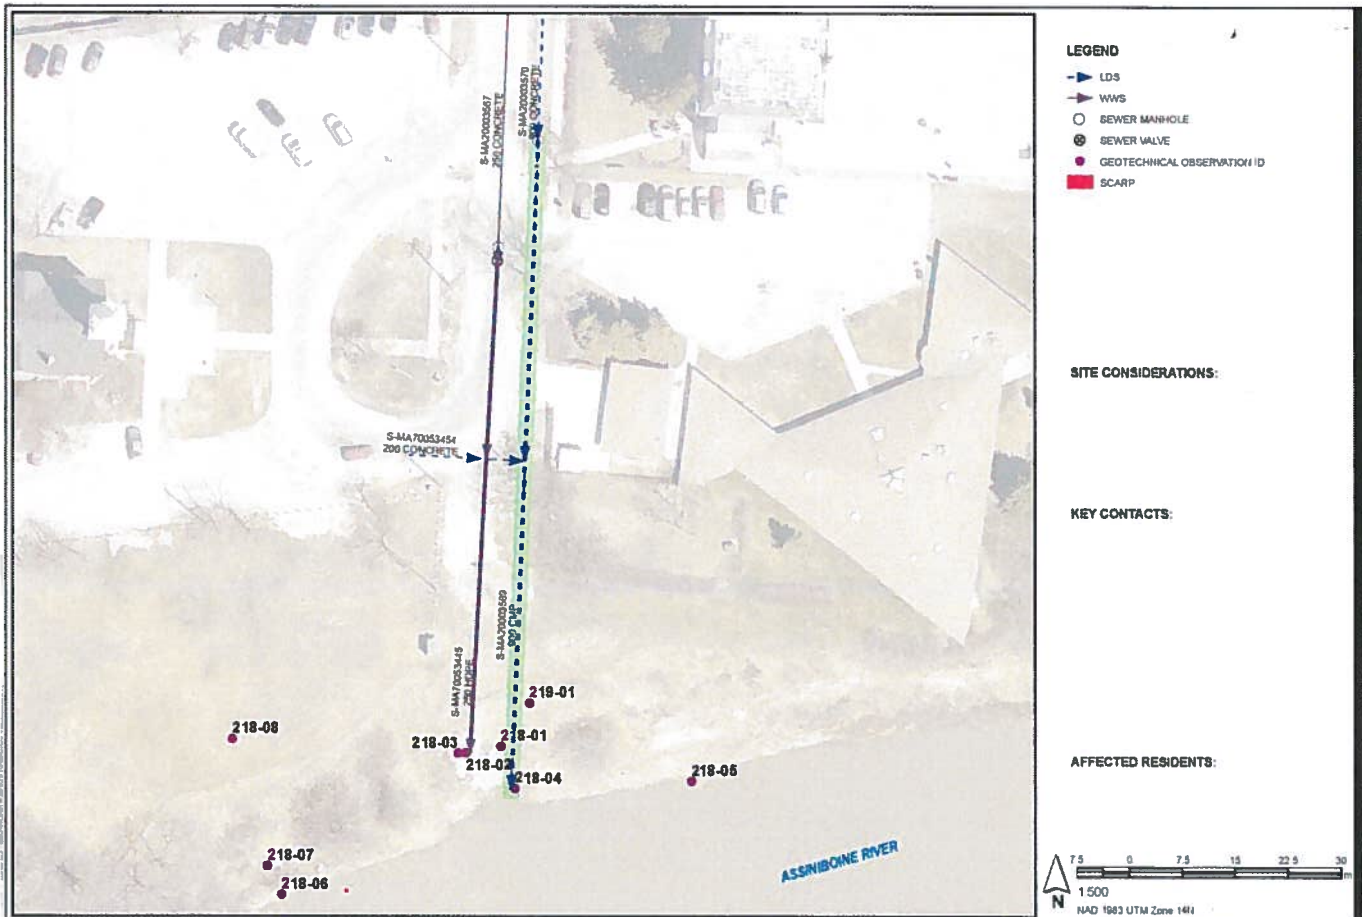 LEGEND
LDS
WWS
SEWER MANHOLE
SEWER VALVE
GEOTECHNICAL OBSERVATION ID
SCARP
SITE CONSIDERATIONS:
KEY CONTACTS:
AFFECTED RESIDENTS:
S-MA20003567
250 CONCRETE
S-MA20003570
900 CONCRETE
S-MA70053454
200 CONCRETE
S-MA20003569
900 CMP
S-MA70053445
250 HDPE
219-01
218-01
218-08
218-03
218-02
218-04
218-05
218-07
218-06
ASSINIBOINE RIVER
7.5 0 7.5 15 22.5 30
m
N
1:500
NAD 1983 UTM Zone 14N